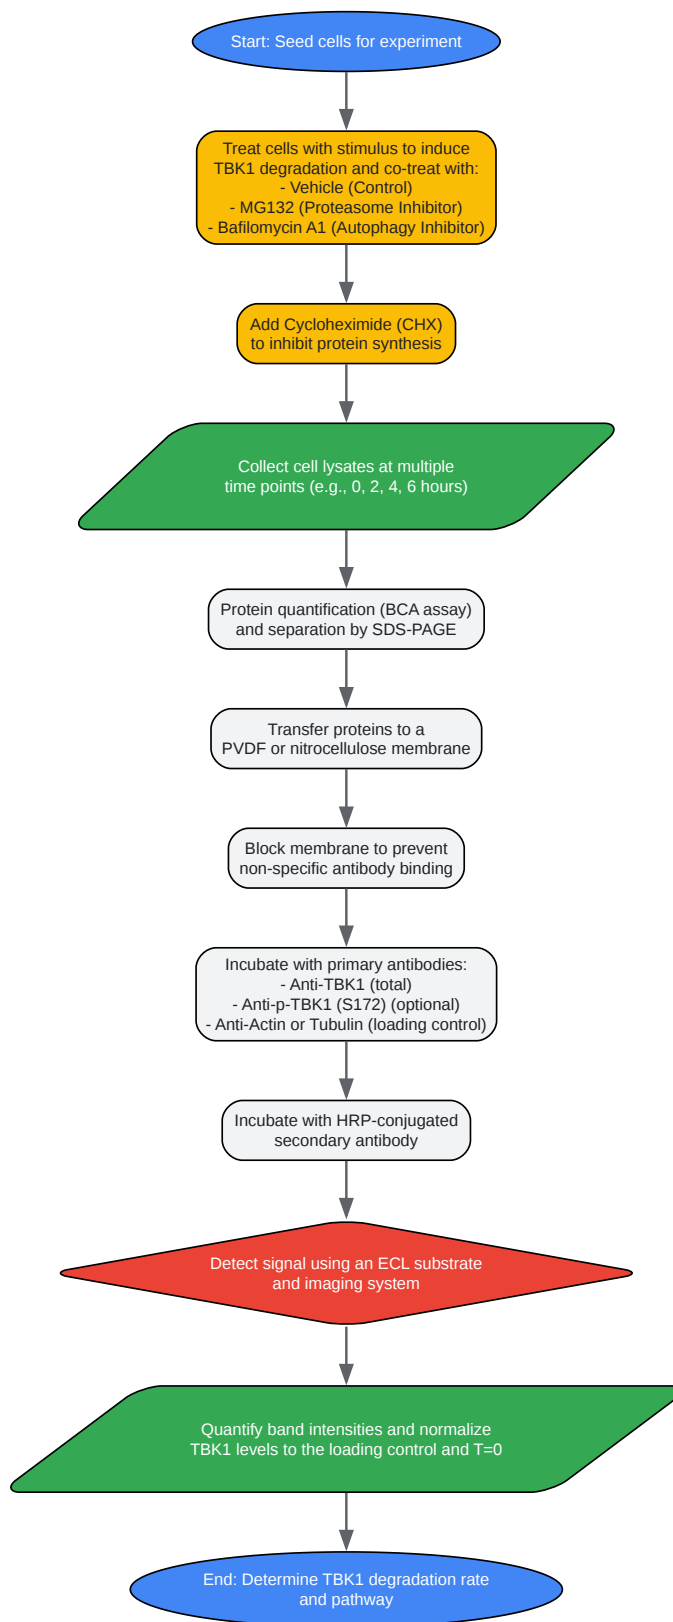 Start: Seed cells for experiment
Treat cells with stimulus to induce
TBK1 degradation and co-treat with:
- Vehicle (Control)
- MG132 (Proteasome Inhibitor)
- Bafilomycin A1 (Autophagy Inhibitor)
Add Cycloheximide (CHX)
to inhibit protein synthesis
Collect cell lysates at multiple
time points (e.g., 0, 2, 4, 6 hours)
Protein quantification (BCA assay)
and separation by SDS-PAGE
Transfer proteins to a
PVDF or nitrocellulose membrane
Block membrane to prevent
non-specific antibody binding
Incubate with primary antibodies:
- Anti-TBK1 (total)
- Anti-p-TBK1 (S172) (optional)
- Anti-Actin or Tubulin (loading control)
Incubate with HRP-conjugated
secondary antibody
Detect signal using an ECL substrate
and imaging system
Quantify band intensities and normalize
TBK1 levels to the loading control and T=0
End: Determine TBK1 degradation rate
and pathway